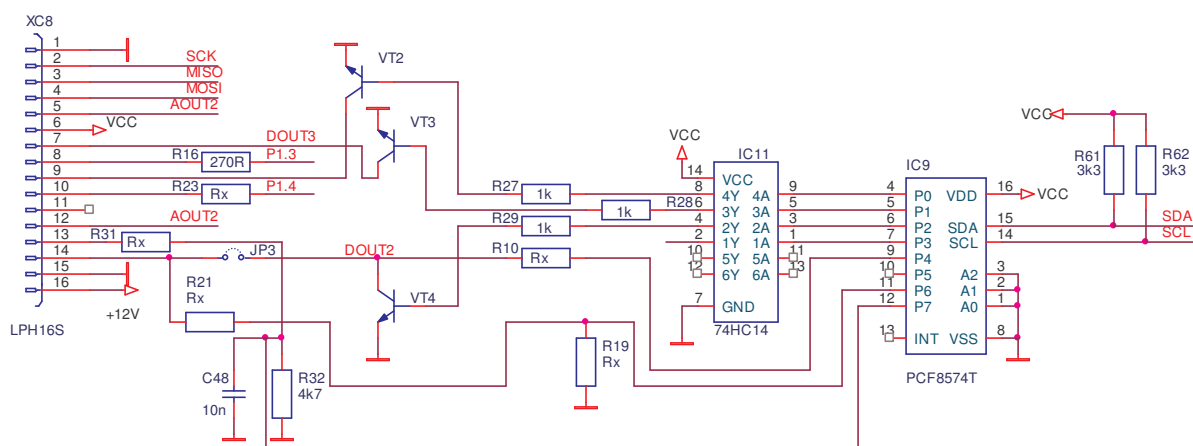 XC8
1
2
SCK
3
MISO
4
MOSI
5
AOUT2
6
VCC
7
DOUT3
8
R16
270R
P1.3
9
10
R23
Rx
P1.4
11
12
AOUT2
13
R31
Rx
14
JP3
DOUT2
15
16
+12V
LPH16S
R21
Rx
C48
10n
R32
4k7
VT2
VT3
VT4
R27
1k
R28
1k
R29
1k
R10
Rx
R19
Rx
VCC
IC11
14
VCC
8
4Y
4A
9
6
3Y
3A
5
4
2Y
2A
3
2
1Y
1A
1
10
5Y
5A
11
12
6Y
6A
13
7
GND
74HC14
IC9
4
P0
VDD
16
VCC
5
P1
6
P2
SDA
15
SDA
7
P3
SCL
14
SCL
9
P4
10
P5
A2
3
11
P6
A1
2
12
P7
A0
1
13
INT
VSS
8
PCF8574T
VCC
R61
3k3
R62
3k3